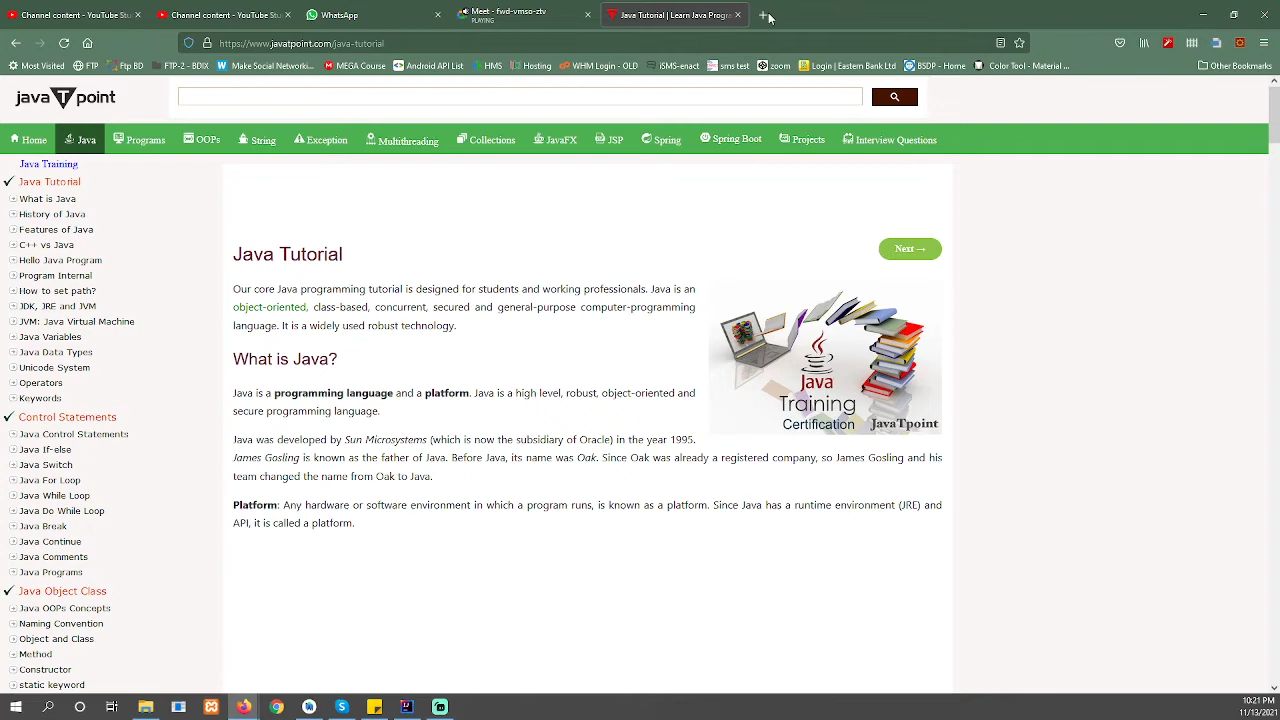 Channel content - YouTube Stu
Channel content - YouTube Studi
WhatsApp
Meet - fwd-vmso-ztv
PLAYING
Java Tutorial | Learn Java Progra
https://www.javatpoint.com/java-tutorial
Most Visited
FTP
Ftp BD
FTP-2 - BDIX
Make Social Workin...
MEGA Course
Android API List
HMS
Hosting
WHM Login - OLD
iSMS-enact
sms test
zoom
Login | Eastern Bank Ltd
BSDP - Home
Color Tool - Material ...
Other Bookmarks
javaTpoint
Home
Java
Programs
OOPs
String
Exception
Multithreading
Collections
JavaFX
JSP
Spring
Spring Boot
Projects
Interview Questions
Java Training
Java Tutorial
What is Java
History of Java
Features of Java
C++ vs Java
Hello Java Program
Program Internal
How to set path?
JDK, JRE and JVM
JVM: Java Virtual Machine
Java Variables
Java Data Types
Unicode System
Operators
Keywords
Control Statements
Java Control Statements
Java If-else
Java Switch
Java For Loop
Java While Loop
Java Do While Loop
Java Break
Java Continue
Java Comments
Java Programs
Java Object Class
Java OOPs Concepts
Naming Convention
Object and Class
Method
Constructor
static keyword
Java Tutorial
Next →
Our core Java programming tutorial is designed for students and working professionals. Java is an
object-oriented, class-based, concurrent, secured and general-purpose computer-programming
language. It is a widely used robust technology.
What is Java?
Java is a programming language and a platform. Java is a high level, robust, object-oriented and
secure programming language.
Java was developed by Sun Microsystems (which is now the subsidiary of Oracle) in the year 1995.
James Gosling is known as the father of Java. Before Java, its name was Oak. Since Oak was already a registered company, so James Gosling and his
team changed the name from Oak to Java.
Platform: Any hardware or software environment in which a program runs, is known as a platform. Since Java has a runtime environment (JRE) and
API, it is called a platform.
Java
Training
Certification
JavaTpoint
10:21 PM
11/13/2021